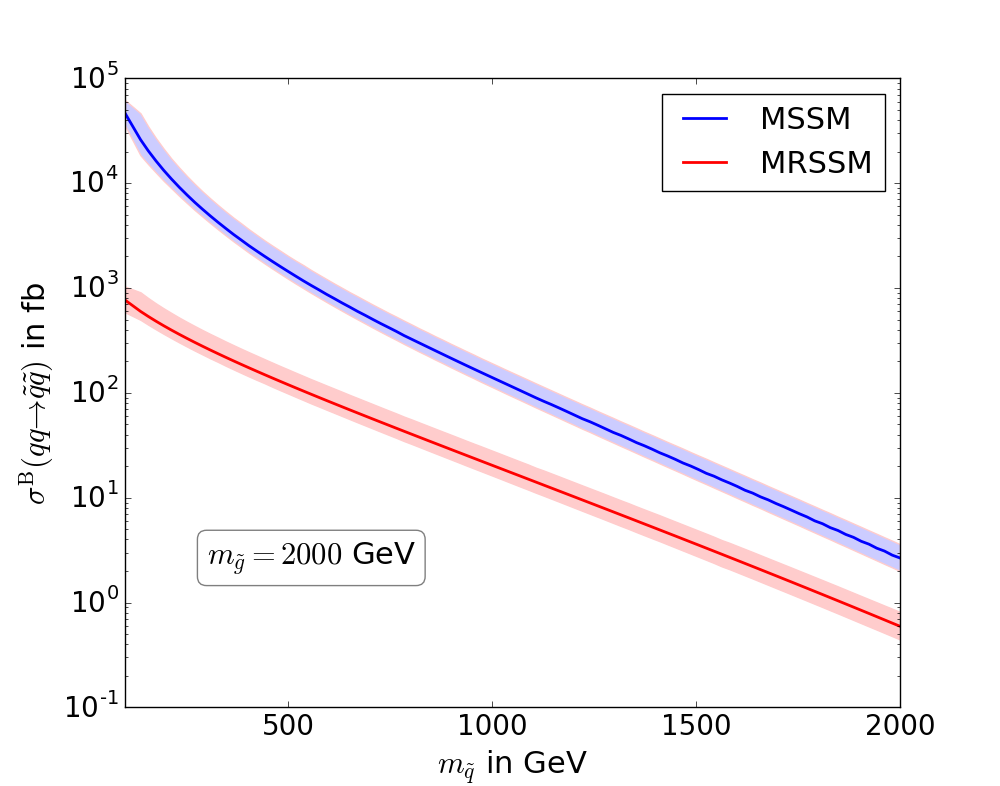 10^5
10^4
10^3
10^2
10^1
10^0
10^-1
σ^B(qq→q̃q̃) in fb
MSSM
MRSSM
m_g̃ = 2000 GeV
500 1000 1500 2000
m_q̃ in GeV